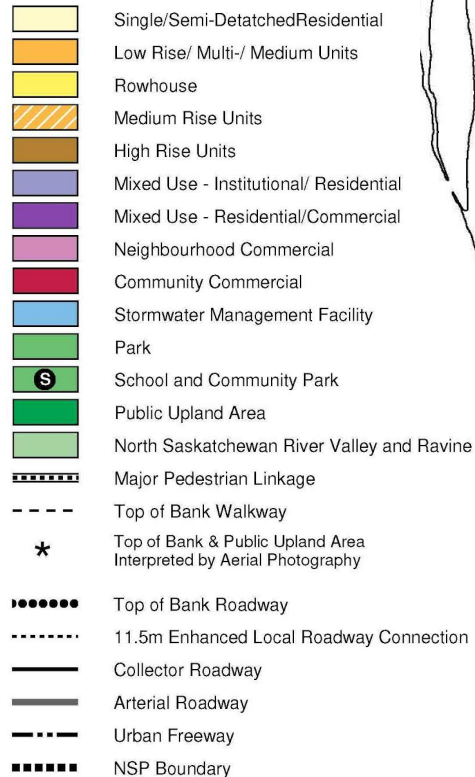 Single/Semi-DetatchedResidential
Low Rise/ Multi-/ Medium Units
Rowhouse
Medium Rise Units
High Rise Units
Mixed Use - Institutional/ Residential
Mixed Use - Residential/Commercial
Neighbourhood Commercial
Community Commercial
Stormwater Management Facility
Park
S School and Community Park
Public Upland Area
North Saskatchewan River Valley and Ravine
Major Pedestrian Linkage
Top of Bank Walkway
* Top of Bank & Public Upland Area
Interpreted by Aerial Photography
Top of Bank Roadway
11.5m Enhanced Local Roadway Connection
Collector Roadway
Arterial Roadway
Urban Freeway
NSP Boundary